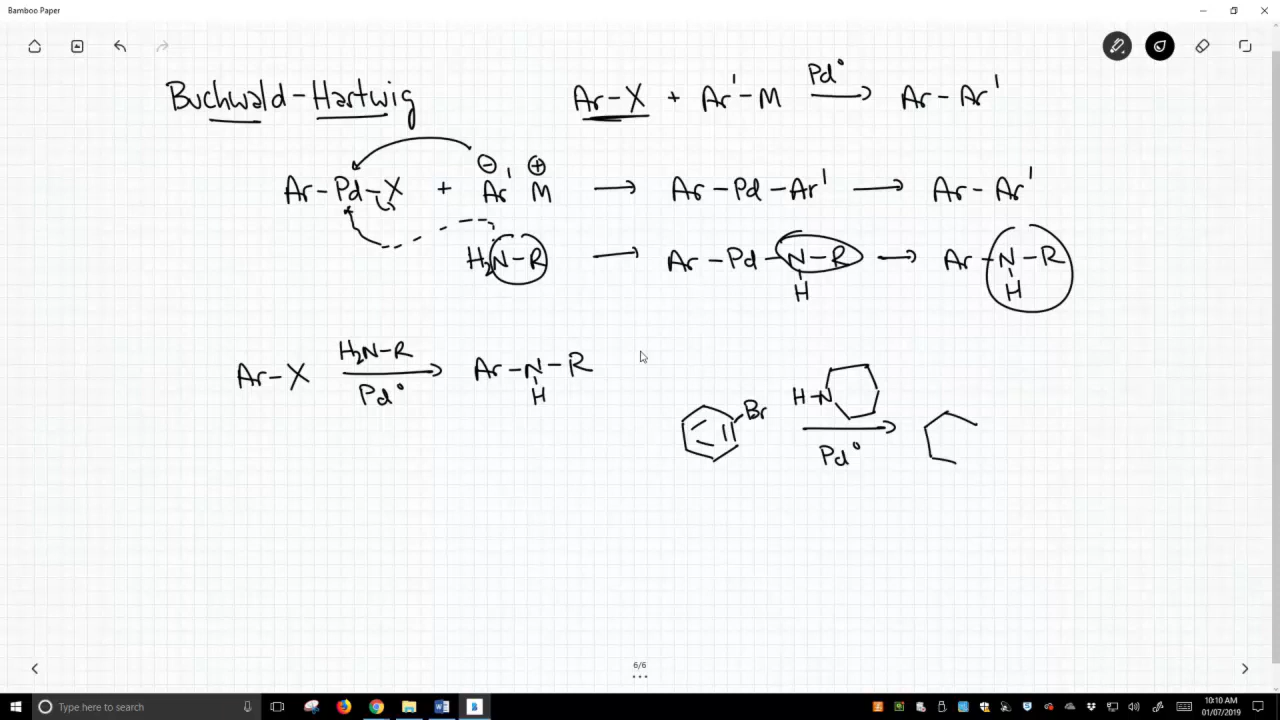 Bamboo Paper
Buchwald-Hartwig
Ar-X + Ar'-M Pd° → Ar-Ar'
Ar-Pd-X + ⊖ Ar' ⊕ M → Ar-Pd-Ar' → Ar-Ar'
H₂N-R → Ar-Pd-N-R → Ar-N-R
H H
Ar-X H₂N-R → Pd° Ar-N-R
H
Br H-N → Pd°
6/6
Type here to search
10:10 AM
01/07/2019